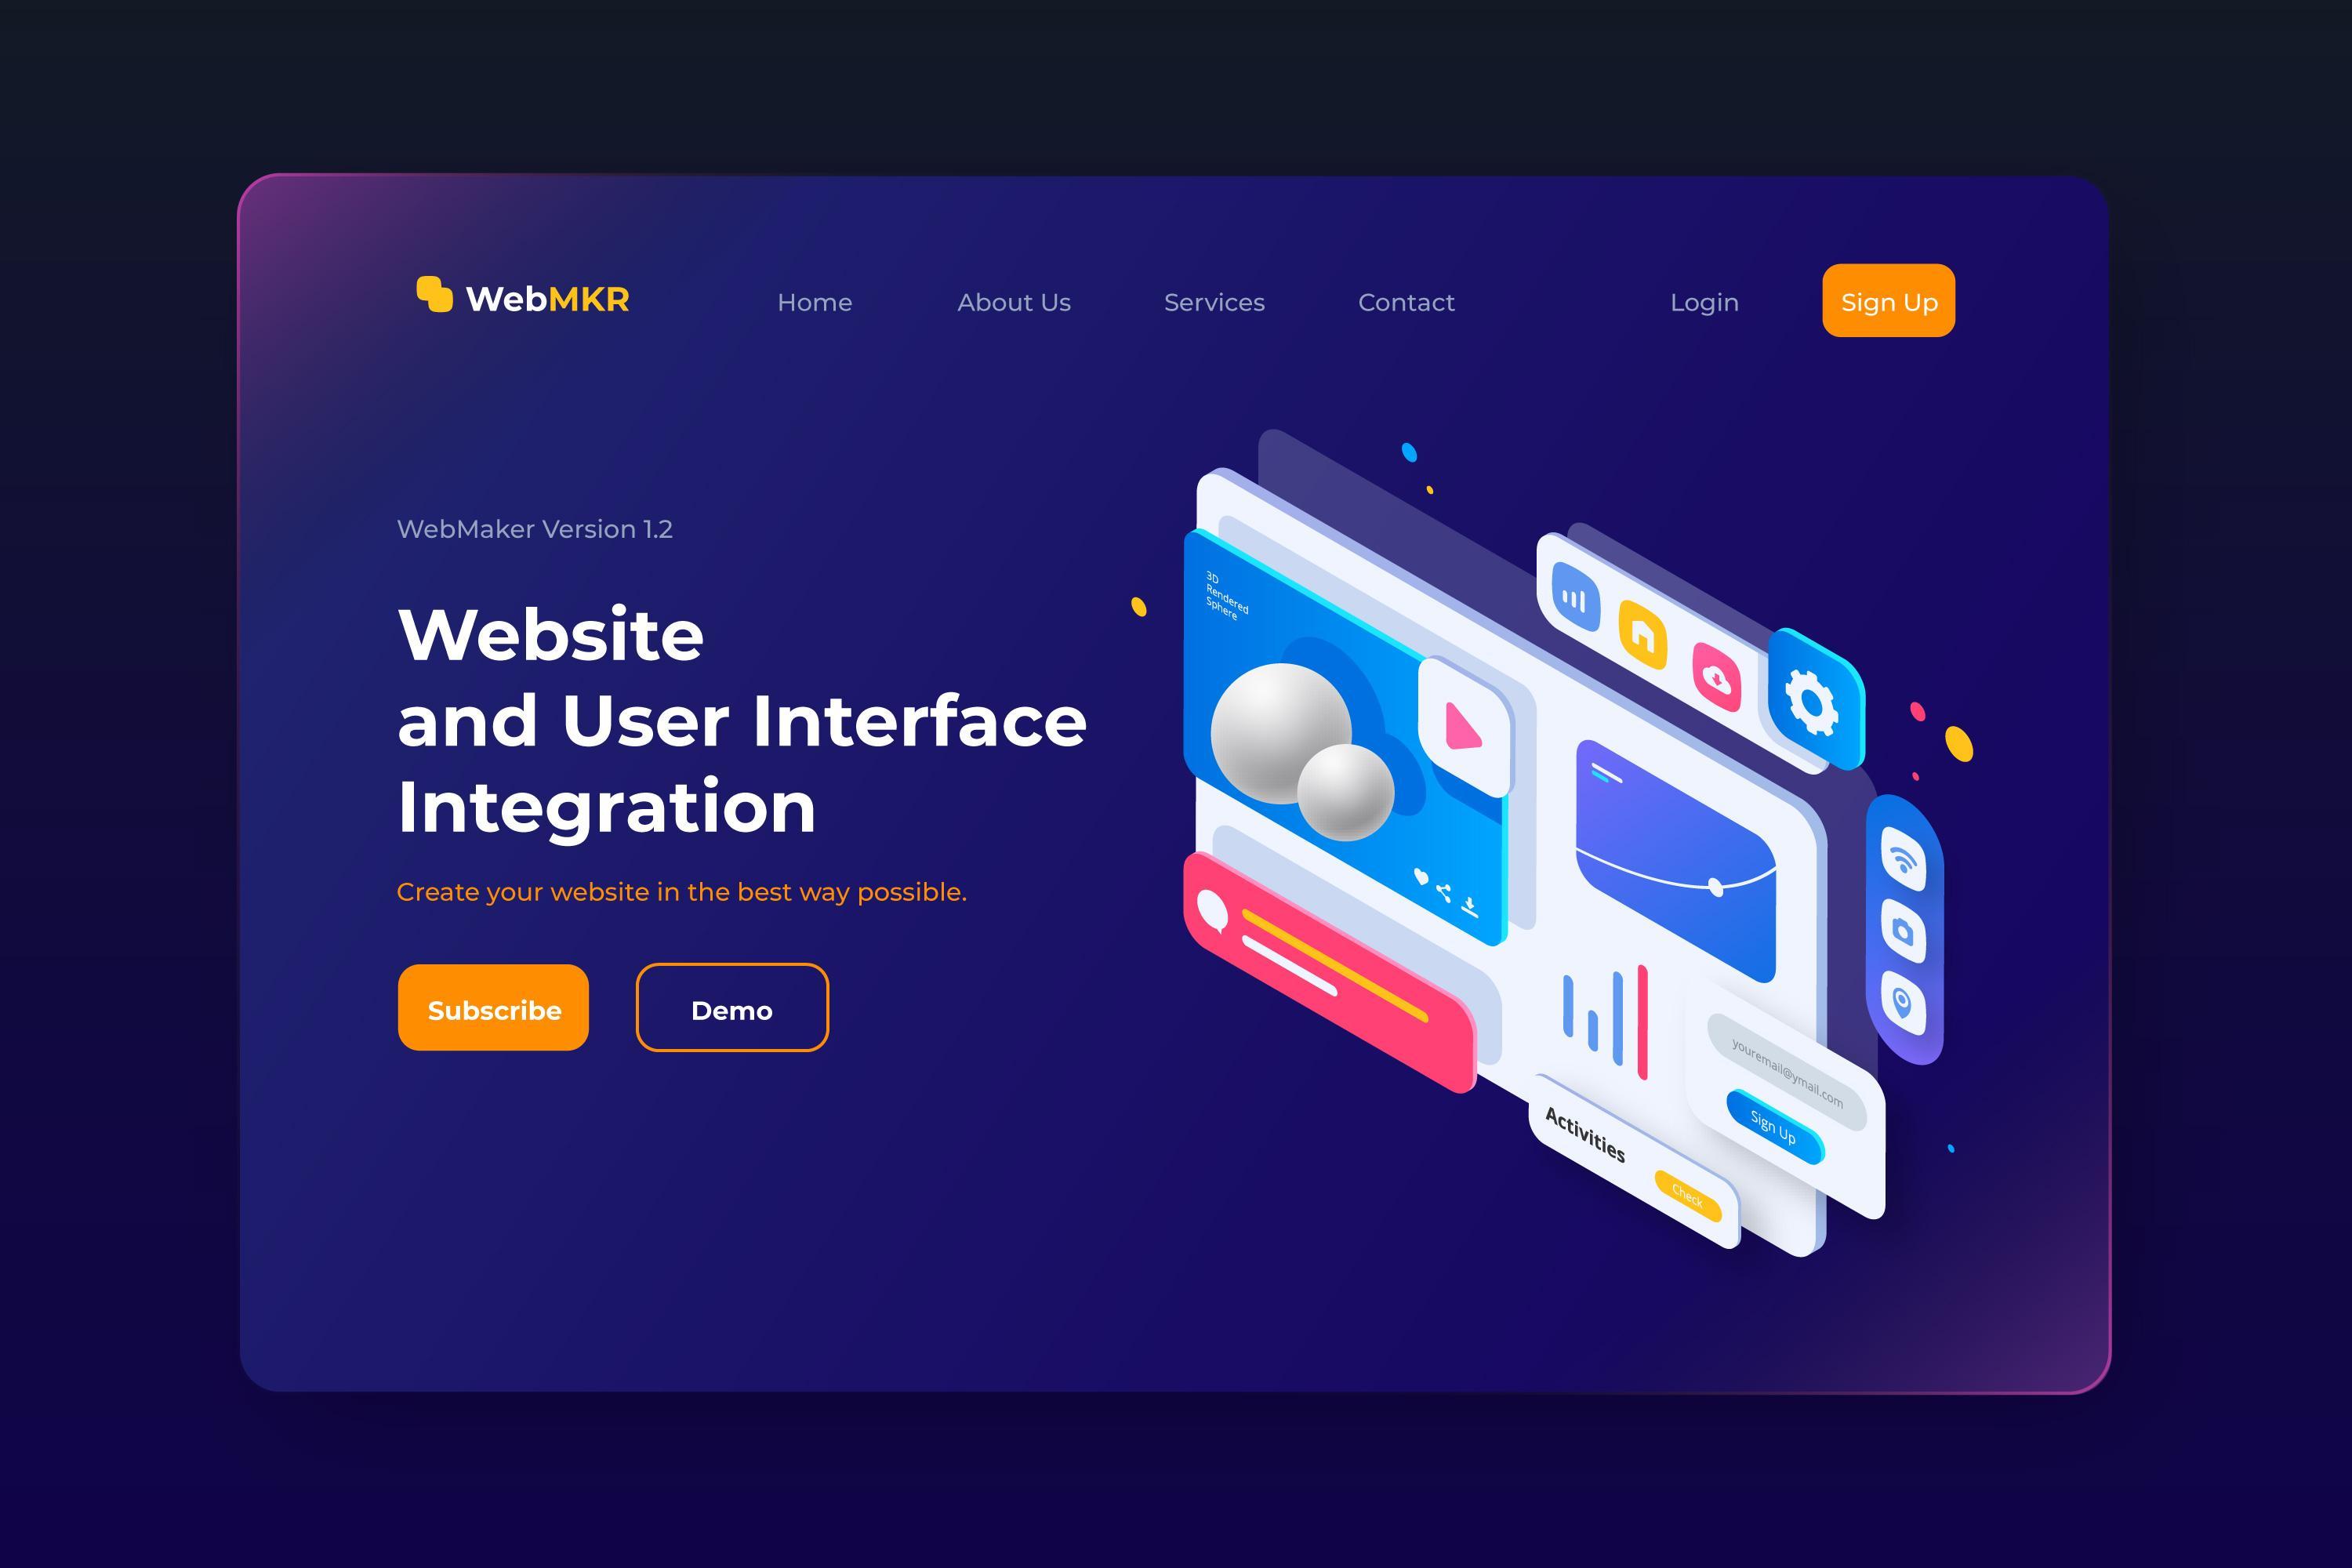 WebMKR
Home
About Us
Services
Contact
Login
Sign Up
WebMaker Version 1.2
Website
and User Interface
Integration
Create your website in the best way possible.
Subscribe
Demo
3D
Rendered
Sphere
youremail@ymail.com
Sign Up
Activities
Check